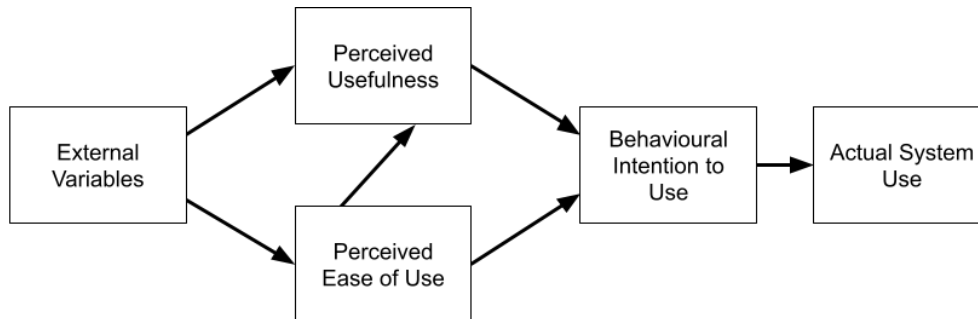 External
Variables
Perceived
Usefulness
Perceived
Ease of Use
Behavioural
Intention to
Use
Actual System
Use